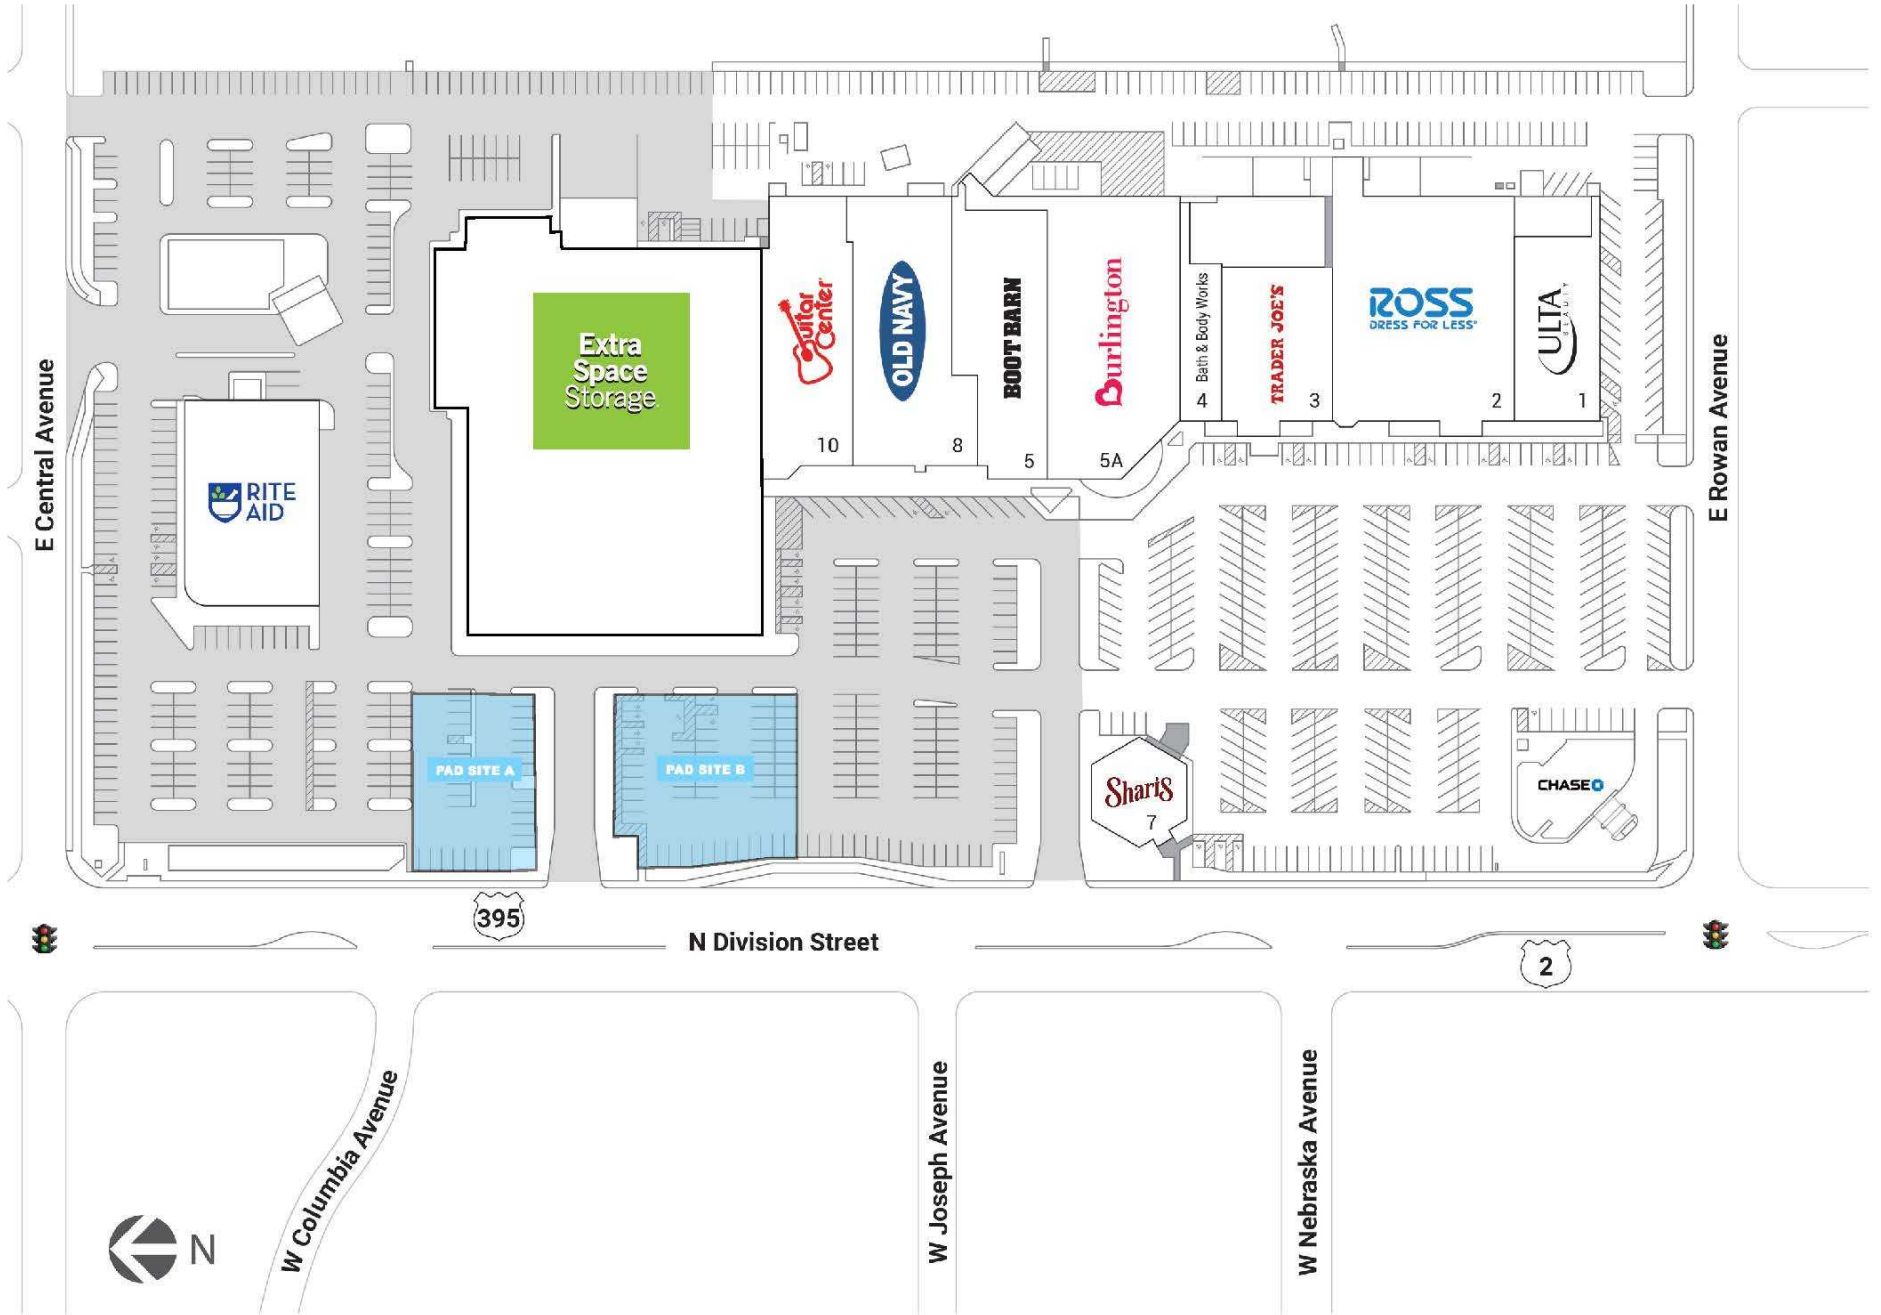 Extra
Space
Storage
Guitar
Center
10
OLD NAVY
8
BOOT BARN
5
Burlington
5A
Bath & Body Works
4
TRADER JOE'S
3
ROSS
DRESS FOR LESS
2
ULTA
BEAUTY
1
E Central Avenue
RITE
AID
E Rowan Avenue
PAD SITE A
PAD SITE B
Sharis
7
CHASE
395
N Division Street
2
W Columbia Avenue
W Joseph Avenue
W Nebraska Avenue
N